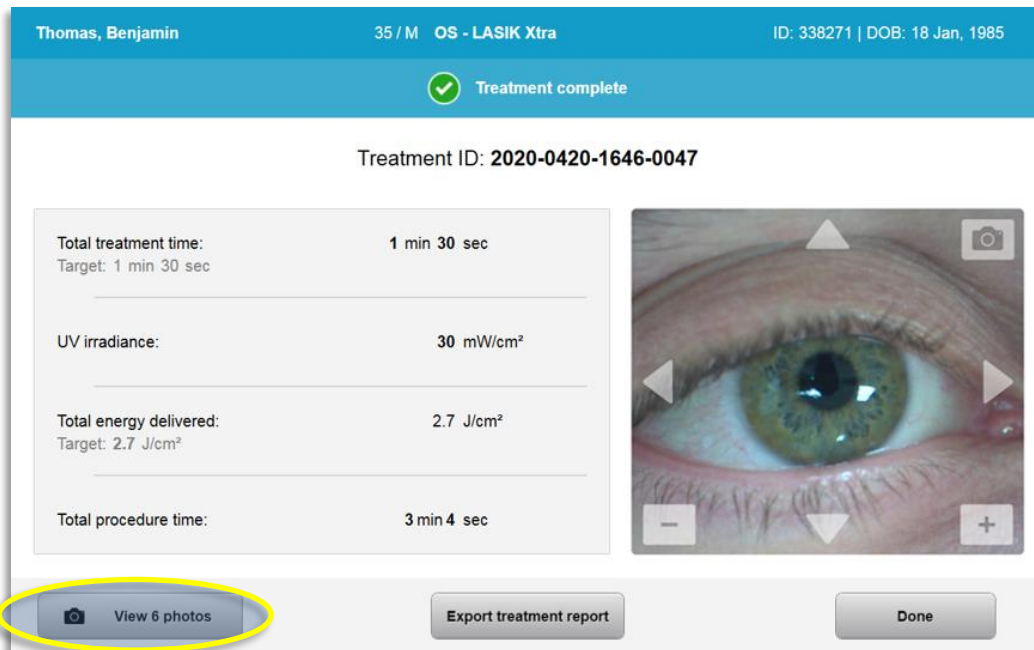 Thomas, Benjamin 35 / M OS - LASIK Xtra ID: 338271 | DOB: 18 Jan, 1985
Treatment complete
Treatment ID: 2020-0420-1646-0047
Total treatment time: 1 min 30 sec
Target: 1 min 30 sec
UV irradiance: 30 mW/cm²
Total energy delivered: 2.7 J/cm²
Target: 2.7 J/cm²
Total procedure time: 3 min 4 sec
View 6 photos Export treatment report Done